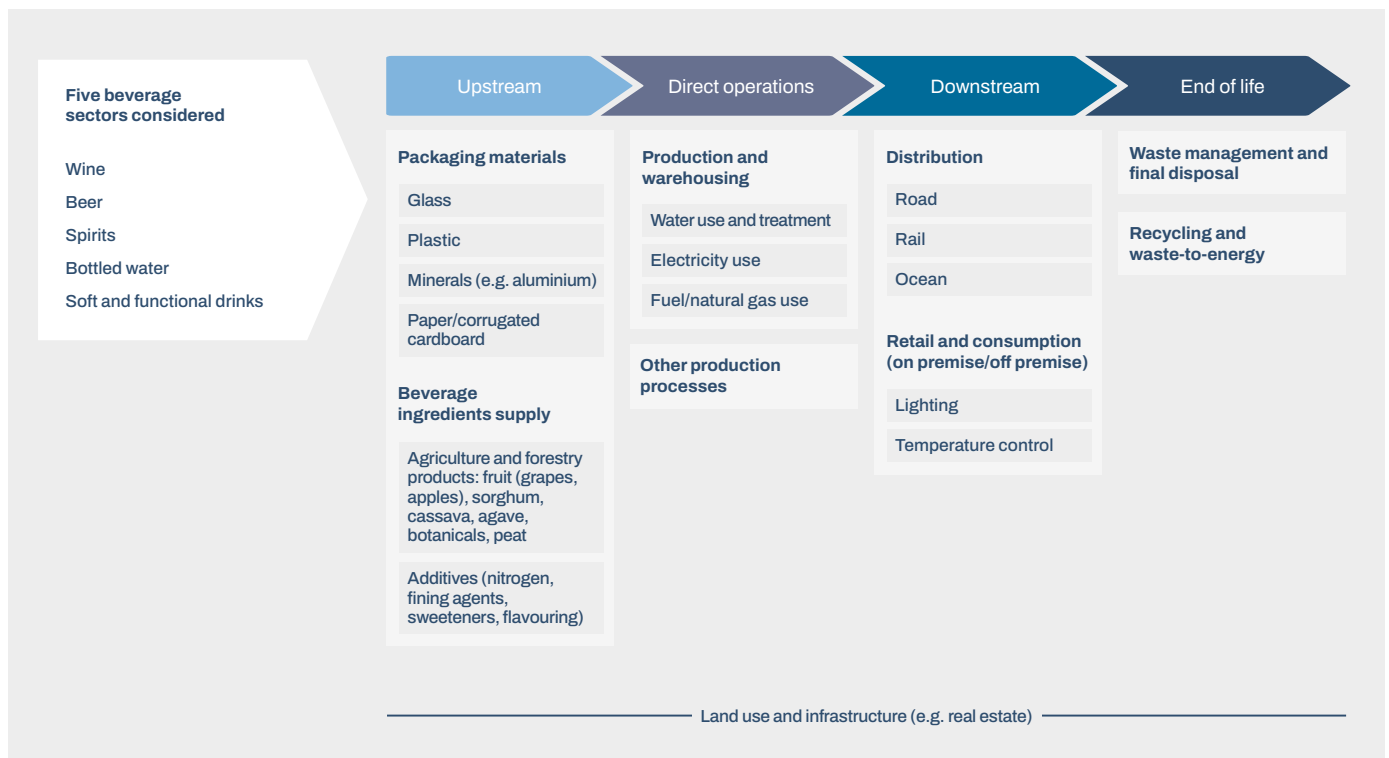 Five beverage
sectors considered
Wine
Beer
Spirits
Bottled water
Soft and functional drinks
Upstream
Packaging materials
Glass
Plastic
Minerals (e.g. aluminium)
Paper/corrugated
cardboard
Beverage
ingredients supply
Agriculture and forestry
products: fruit (grapes,
apples), sorghum,
cassava, agave,
botanicals, peat
Additives (nitrogen,
fining agents,
sweeteners, flavouring)
Direct operations
Production and
warehousing
Water use and treatment
Electricity use
Fuel/natural gas use
Other production
processes
Downstream
Distribution
Road
Rail
Ocean
Retail and consumption
(on premise/off premise)
Lighting
Temperature control
End of life
Waste management and
final disposal
Recycling and
waste-to-energy
Land use and infrastructure (e.g. real estate)